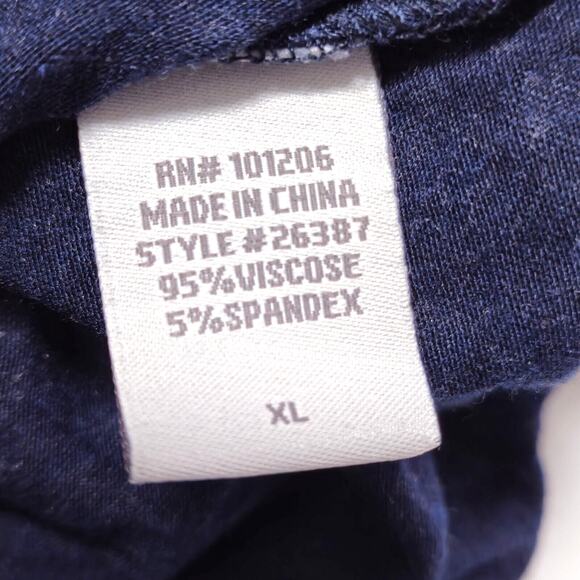 RN# 101206
MADE IN CHINA
STYLE #26387
95%VISCOSE
5%SPANDEX
XL